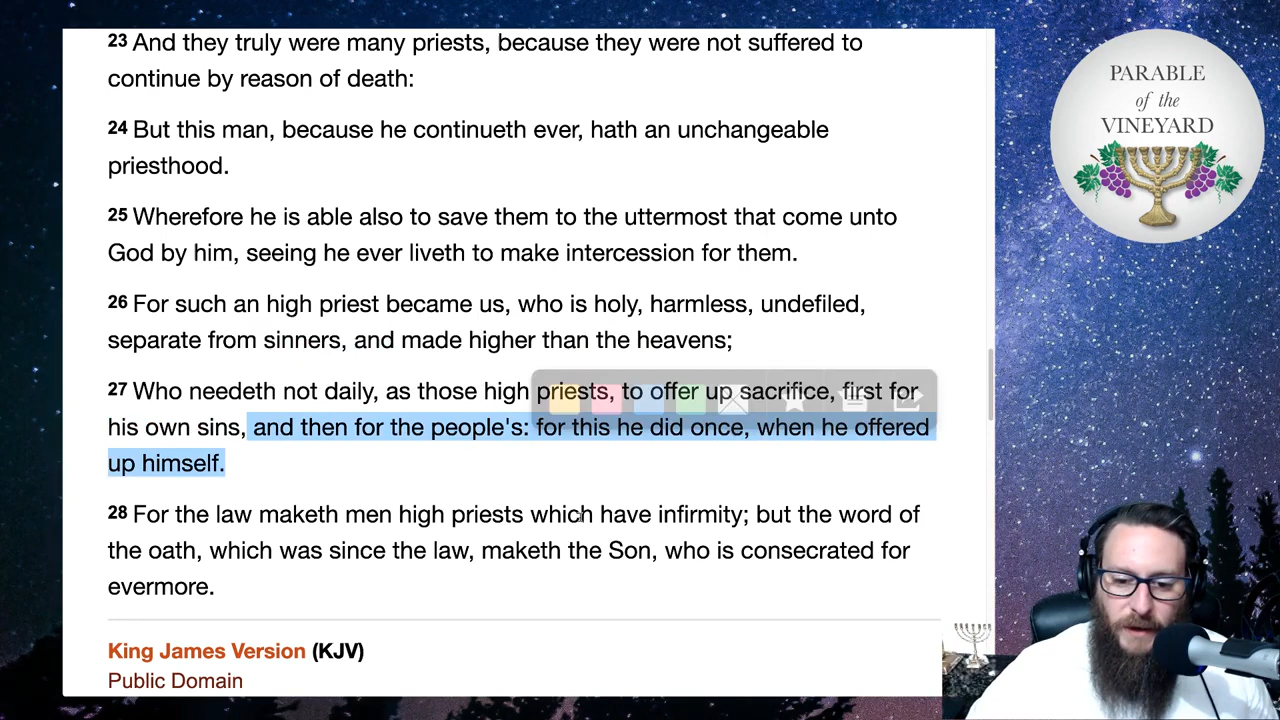 23 And they truly were many priests, because they were not suffered to
continue by reason of death:
24 But this man, because he continueth ever, hath an unchangeable
priesthood.
25 Wherefore he is able also to save them to the uttermost that come unto
God by him, seeing he ever liveth to make intercession for them.
26 For such an high priest became us, who is holy, harmless, undefiled,
separate from sinners, and made higher than the heavens;
27 Who needeth not daily, as those high priests, to offer up sacrifice, first for
his own sins, and then for the people's: for this he did once, when he offered
up himself.
28 For the law maketh men high priests which have infirmity; but the word of
the oath, which was since the law, maketh the Son, who is consecrated for
evermore.
King James Version (KJV)
Public Domain
PARABLE
of the
VINEYARD